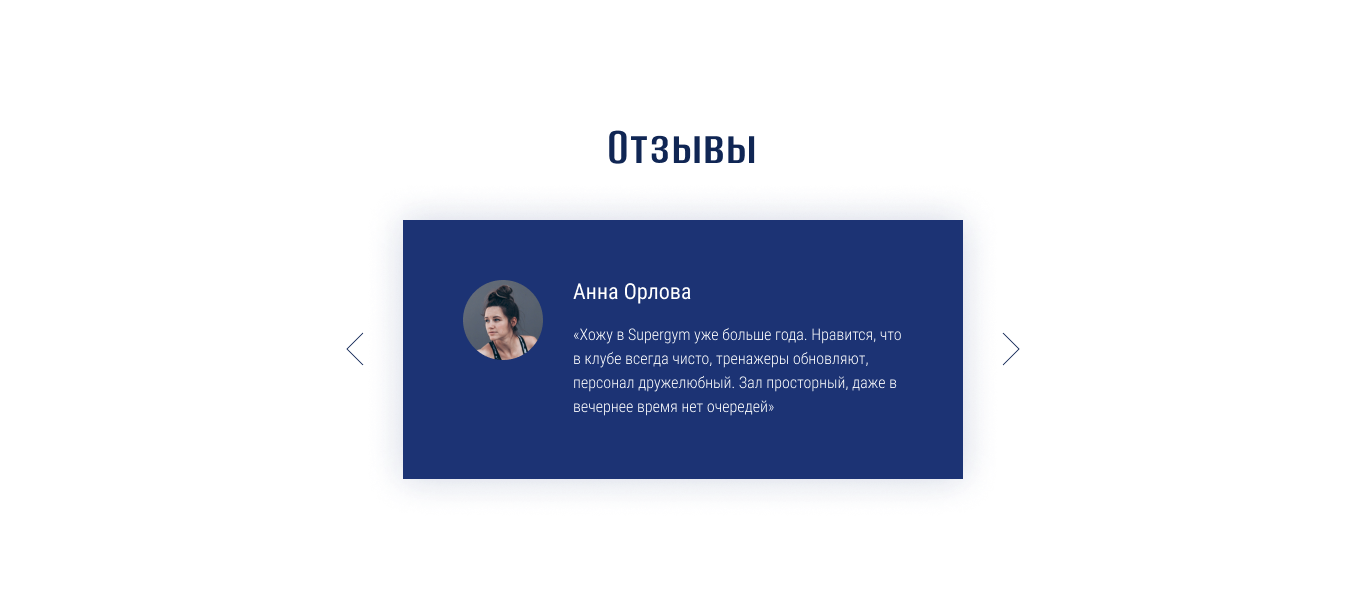 Отзывы
Анна Орлова
«Хожу в Supergym уже больше года. Нравится, что
в клубе всегда чисто, тренажеры обновляют,
персонал дружелюбный. Зал просторный, даже в
вечернее время нет очередей»